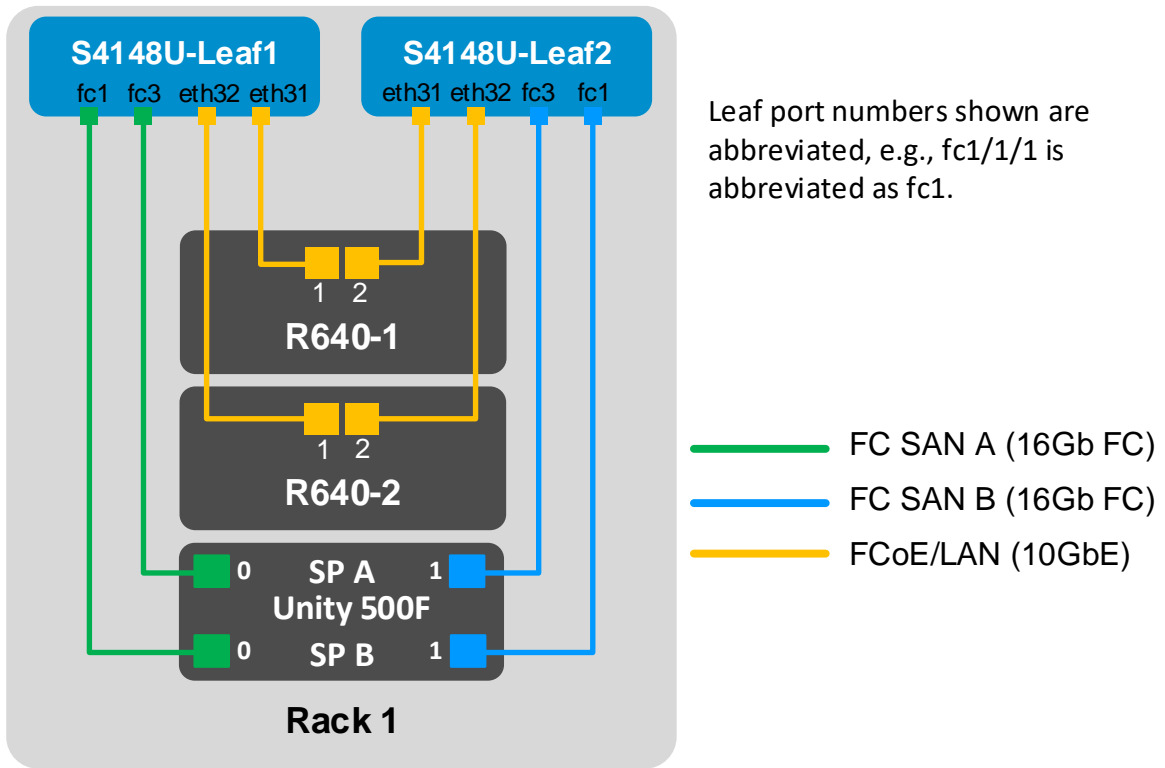 S4148U-Leaf1
fc1 fc3 eth32 eth31
S4148U-Leaf2
eth31 eth32 fc3 fc1
Leaf port numbers shown are
abbreviated, e.g., fc1/1/1 is
abbreviated as fc1.
1 2
R640-1
1 2
R640-2
0 SP A 1
Unity 500F
0 SP B 1
Rack 1
FC SAN A (16Gb FC)
FC SAN B (16Gb FC)
FCoE/LAN (10GbE)